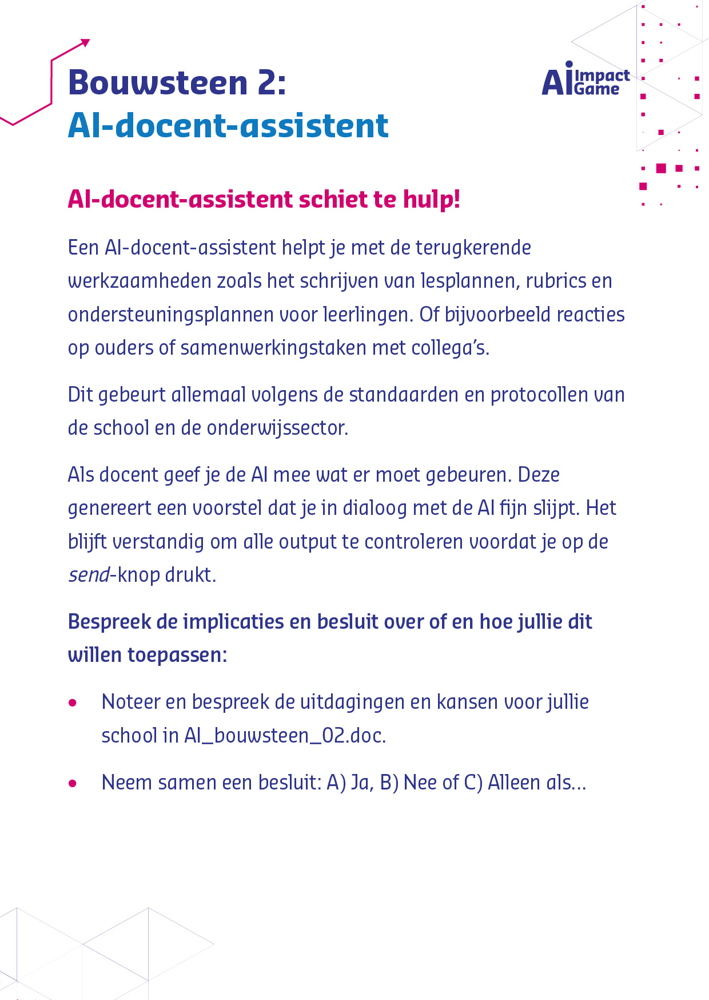 Bouwsteen 2:
AI-docent-assistent
Ai Impact
Game
AI-docent-assistent schiet te hulp!
Een AI-docent-assistent helpt je met de terugkerende
werkzaamheden zoals het schrijven van lesplannen, rubrics en
ondersteuningsplannen voor leerlingen. Of bijvoorbeeld reacties
op ouders of samenwerkingstaken met collega’s.
Dit gebeurt allemaal volgens de standaarden en protocollen van
de school en de onderwijssector.
Als docent geef je de AI mee wat er moet gebeuren. Deze
genereert een voorstel dat je in dialoog met de AI fijn slijpt. Het
blijft verstandig om alle output te controleren voordat je op de
send-knop drukt.
Bespreek de implicaties en besluit over of en hoe jullie dit
willen toepassen:
• Noteer en bespreek de uitdagingen en kansen voor jullie
school in AI_bouwsteen_02.doc.
• Neem samen een besluit: A) Ja, B) Nee of C) Alleen als...